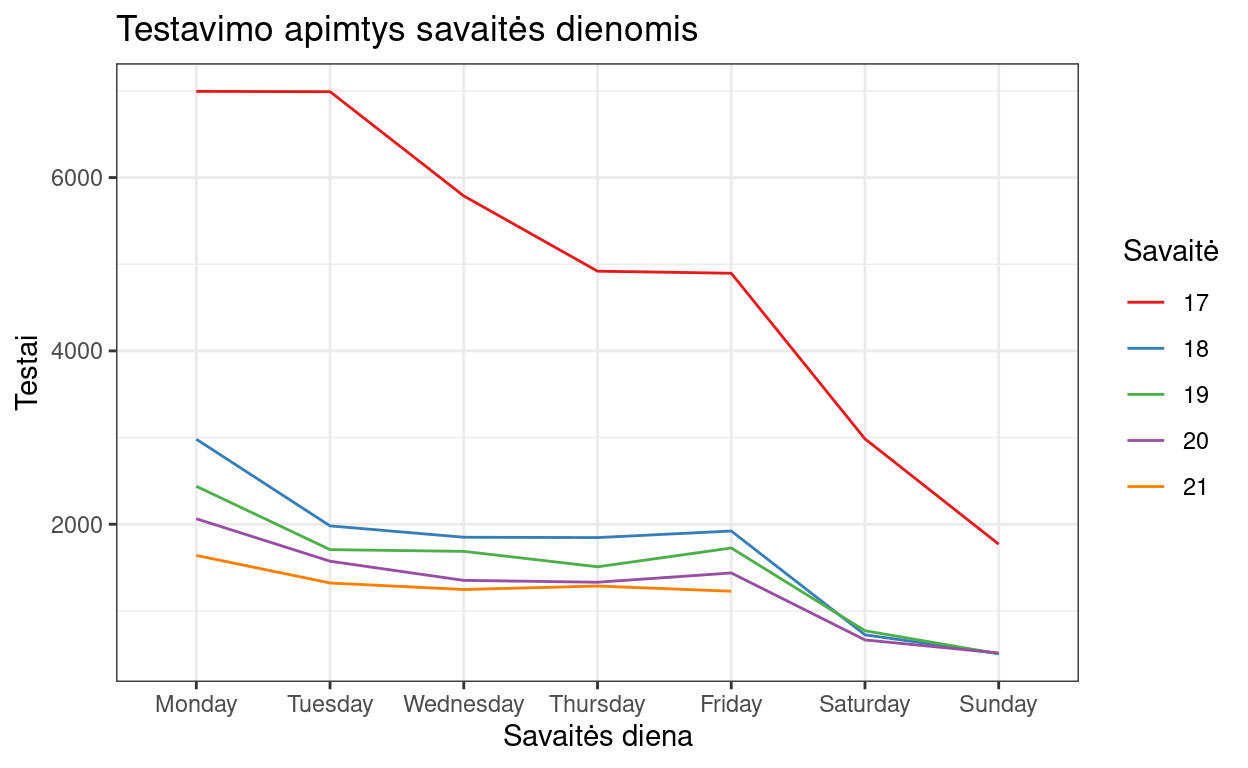 Testavimo apimtys savaitės dienomis
6000
4000
2000
Testai
Monday Tuesday Wednesday Thursday Friday Saturday Sunday
Savaitės diena
Savaitė
17
18
19
20
21